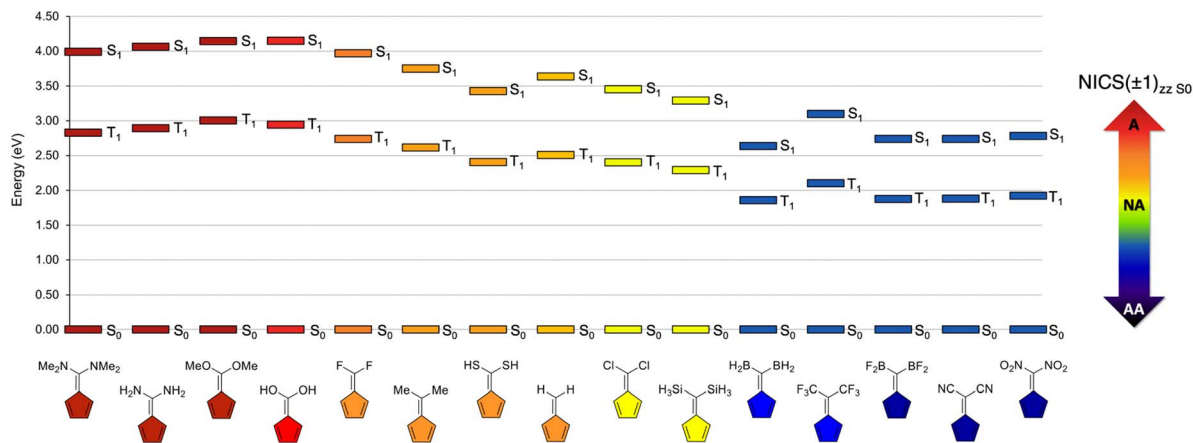 4.50
4.00
3.50
3.00
2.50
2.00
1.50
1.00
0.50
0.00
Energy (eV)
S₁ S₁ S₁ S₁ S₁ S₁ S₁ S₁ S₁ S₁ S₁ S₁ S₁ S₁ S₁
T₁ T₁ T₁ T₁ T₁ T₁ T₁ T₁ T₁ T₁ T₁ T₁ T₁ T₁ T₁
S₀ S₀ S₀ S₀ S₀ S₀ S₀ S₀ S₀ S₀ S₀ S₀ S₀ S₀ S₀
Me₂N NMe₂
H₂N NH₂
MeO OMe
HO OH
F F
Me Me
HS SH
H H
Cl Cl
H₃Si SiH₃
H₂B BH₂
F₃C CF₃
F₂B BF₂
NC CN
O₂N NO₂
NICS(±1)zz S0
A
NA
AA